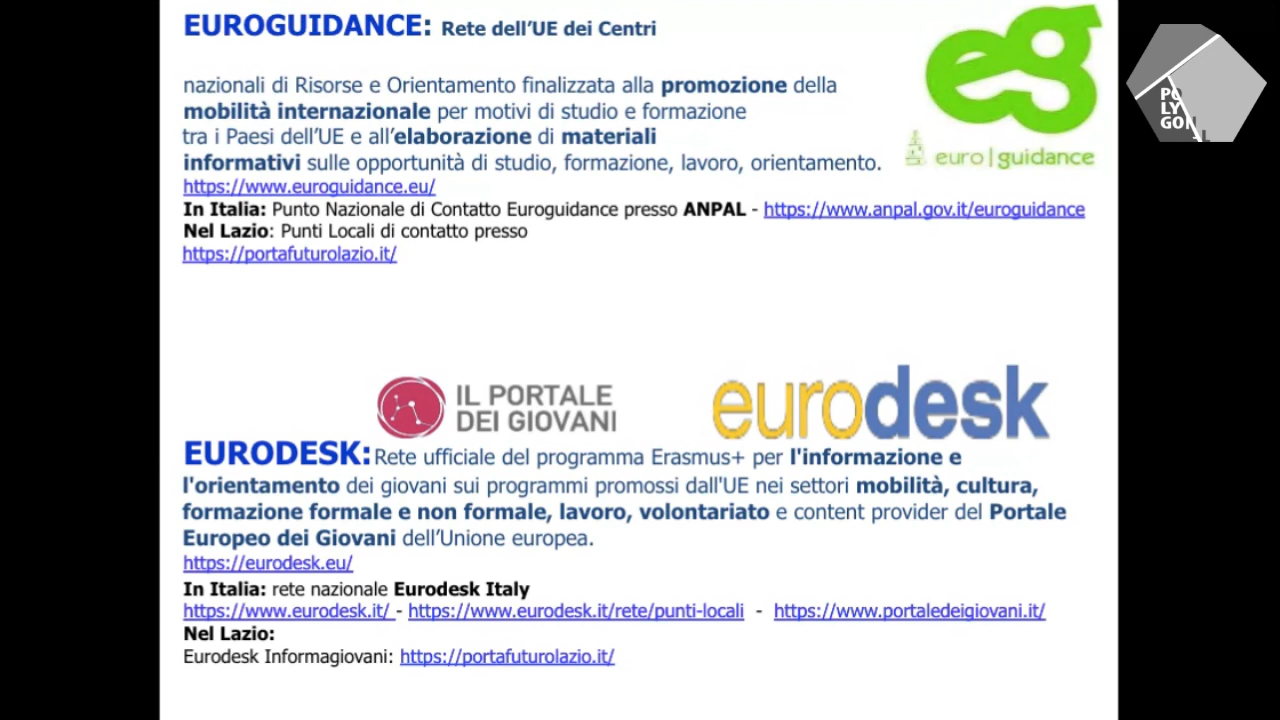 EUROGUIDANCE: Rete dell'UE dei Centri
nazionali di Risorse e Orientamento finalizzata alla promozione della
mobilità internazionale per motivi di studio e formazione
tra i Paesi dell'UE e all'elaborazione di materiali
informativi sulle opportunità di studio, formazione, lavoro, orientamento.
https://www.euroguidance.eu/
In Italia: Punto Nazionale di Contatto Euroguidance presso ANPAL - https://www.anpal.gov.it/euroguidance
Nel Lazio: Punti Locali di contatto presso
https://portafuturolazio.it/
eg
euro|guidance
PO
LY
GON
AL
IL PORTALE
DEI GIOVANI
eurodesk
EURODESK: Rete ufficiale del programma Erasmus+ per l'informazione e
l'orientamento dei giovani sui programmi promossi dall'UE nei settori mobilità, cultura,
formazione formale e non formale, lavoro, volontariato e content provider del Portale
Europeo dei Giovani dell'Unione europea.
https://eurodesk.eu/
In Italia: rete nazionale Eurodesk Italy
https://www.eurodesk.it/ - https://www.eurodesk.it/rete/punti-locali - https://www.portaledeigiovani.it/
Nel Lazio:
Eurodesk Informagiovani: https://portafuturolazio.it/